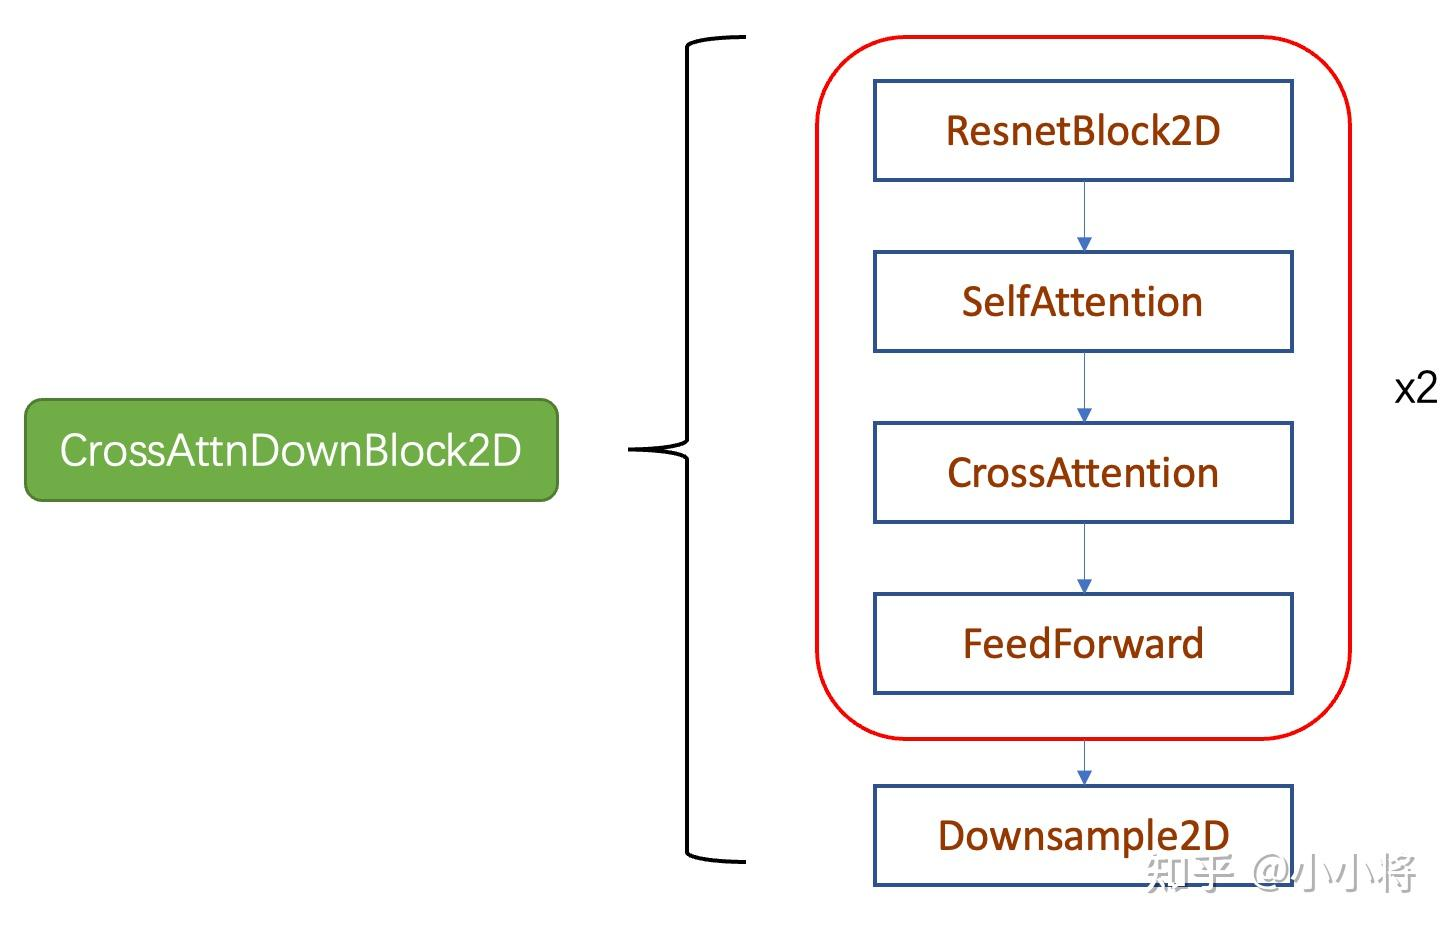 CrossAttnDownBlock2D
ResnetBlock2D
SelfAttention
CrossAttention
FeedForward
x2
Downsample2D
知乎 @小小将